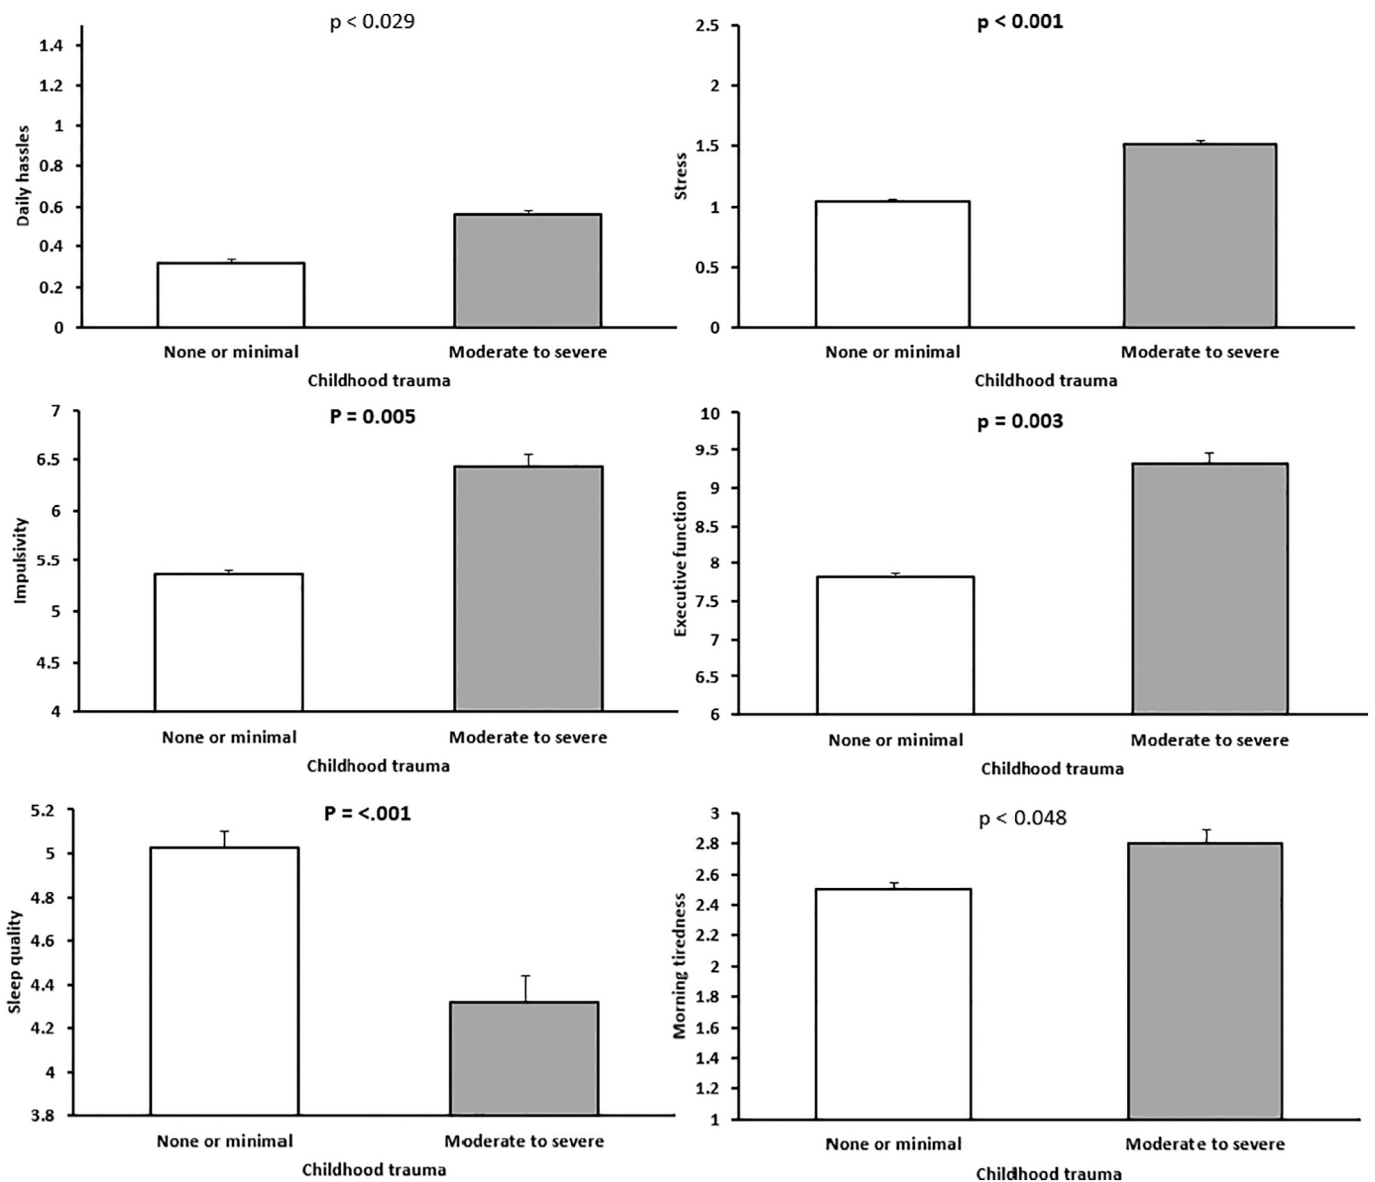 p < 0.029
1.4
1.2
1
0.8
0.6
0.4
0.2
0
Daily hassles
None or minimal
Moderate to severe
Childhood trauma
p < 0.001
2.5
2
1.5
1
0.5
0
Stress
None or minimal
Moderate to severe
Childhood trauma
P = 0.005
7
6.5
6
5.5
5
4.5
4
Impulsivity
None or minimal
Moderate to severe
Childhood trauma
p = 0.003
10
9.5
9
8.5
8
7.5
7
6.5
6
Executive function
None or minimal
Moderate to severe
Childhood trauma
P = <.001
5.2
5
4.8
4.6
4.4
4.2
4
3.8
Sleep quality
None or minimal
Moderate to severe
Childhood trauma
p < 0.048
3
2.8
2.6
2.4
2.2
2
1.8
1.6
1.4
1.2
1
Morning tiredness
None or minimal
Moderate to severe
Childhood trauma